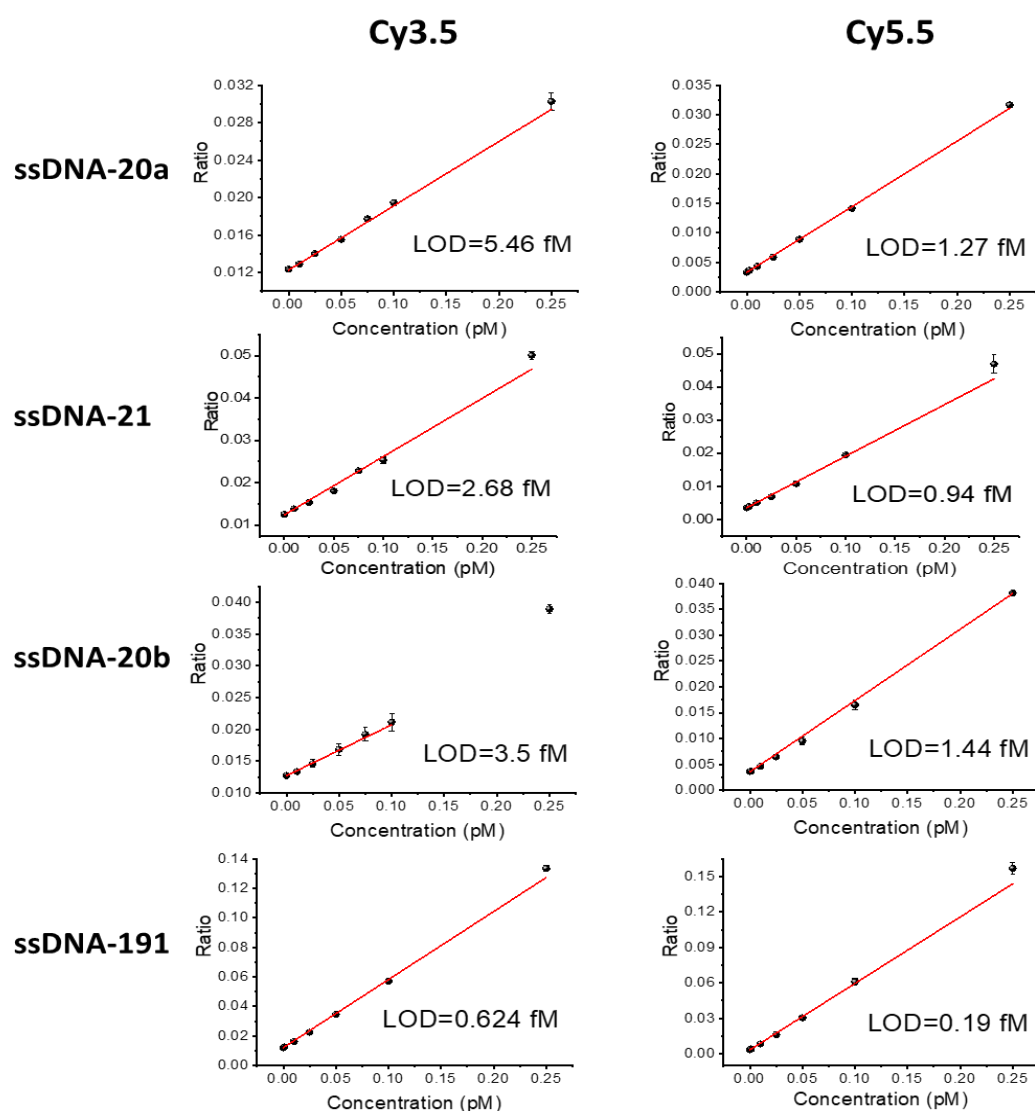 Cy3.5
Cy5.5
ssDNA-20a
Ratio
0.032
0.028
0.024
0.020
0.016
0.012
LOD=5.46 fM
0.00 0.05 0.10 0.15 0.20 0.25
Concentration (pM)
Ratio
0.035
0.030
0.025
0.020
0.015
0.010
0.005
0.000
LOD=1.27 fM
0.00 0.05 0.10 0.15 0.20 0.25
Concentration (pM)
ssDNA-21
Ratio
0.05
0.04
0.03
0.02
0.01
LOD=2.68 fM
0.00 0.05 0.10 0.15 0.20 0.25
Concentration (pM)
Ratio
0.05
0.04
0.03
0.02
0.01
0.00
LOD=0.94 fM
0.00 0.05 0.10 0.15 0.20 0.25
Concentration (pM)
ssDNA-20b
Ratio
0.040
0.035
0.030
0.025
0.020
0.015
0.010
LOD=3.5 fM
0.00 0.05 0.10 0.15 0.20 0.25
Concentration (pM)
Ratio
0.040
0.035
0.030
0.025
0.020
0.015
0.010
0.005
0.000
LOD=1.44 fM
0.00 0.05 0.10 0.15 0.20 0.25
Concentration (pM)
ssDNA-191
Ratio
0.14
0.12
0.10
0.08
0.06
0.04
0.02
0.00
LOD=0.624 fM
0.00 0.05 0.10 0.15 0.20 0.25
Concentration (pM)
Ratio
0.15
0.12
0.09
0.06
0.03
0.00
LOD=0.19 fM
0.00 0.05 0.10 0.15 0.20 0.25
Concentration (pM)